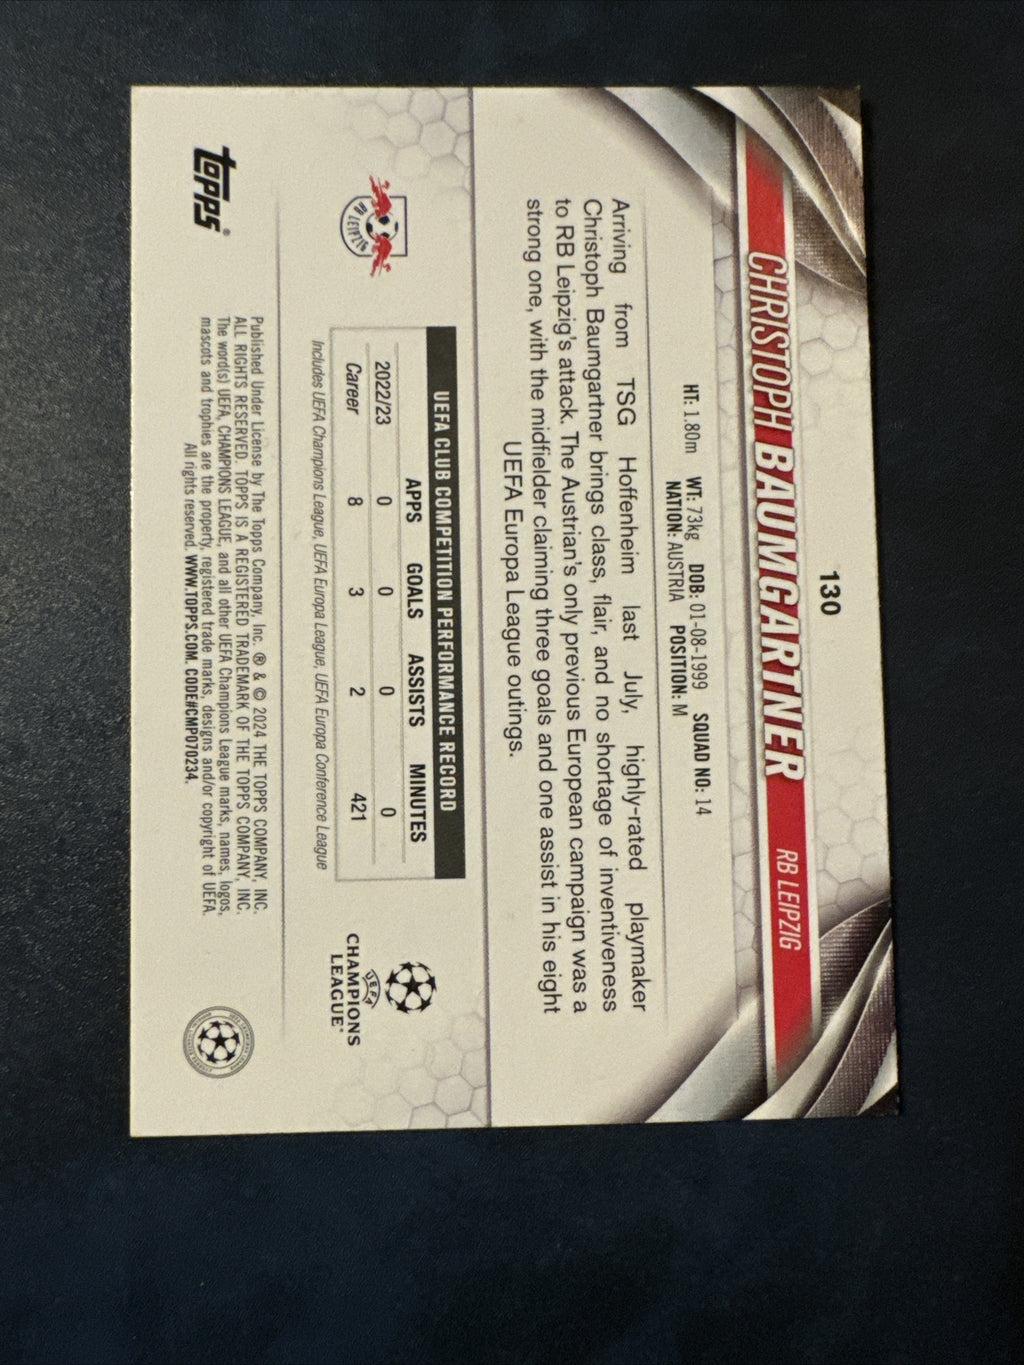 130
CHRISTOPH BAUMGARTNER RB LEIPZIG
HT: 1.80m WT: 73kg DOB: 01-08-1999 SQUAD NO: 14
NATION: AUSTRIA POSITION: M
Arriving from TSG Hoffenheim last July, highly-rated playmaker
Christoph Baumgartner brings class, flair, and no shortage of inventiveness
to RB Leipzig's attack. The Austrian's only previous European campaign was a
strong one, with the midfielder claiming three goals and one assist in his eight
UEFA Europa League outings.
RB LEIPZIG
UEFA CLUB COMPETITION PERFORMANCE RECORD
APPS GOALS ASSISTS MINUTES
2022/23 0 0 0 0
Career 8 3 2 421
Includes UEFA Champions League, UEFA Europa League, UEFA Europa Conference League
UEFA
CHAMPIONS
LEAGUE®
topps®
Published Under License by The Topps Company, Inc. ® & © 2024 THE TOPPS COMPANY, INC.
ALL RIGHTS RESERVED. TOPPS IS A REGISTERED TRADEMARK OF THE TOPPS COMPANY, INC.
The word(s) UEFA, CHAMPIONS LEAGUE, and all other UEFA Champions League marks, names, logos,
mascots and trophies are the property, registered trade marks, designs and/or copyright of UEFA.
All rights reserved. WWW.TOPPS.COM. CODE#CMP070234.